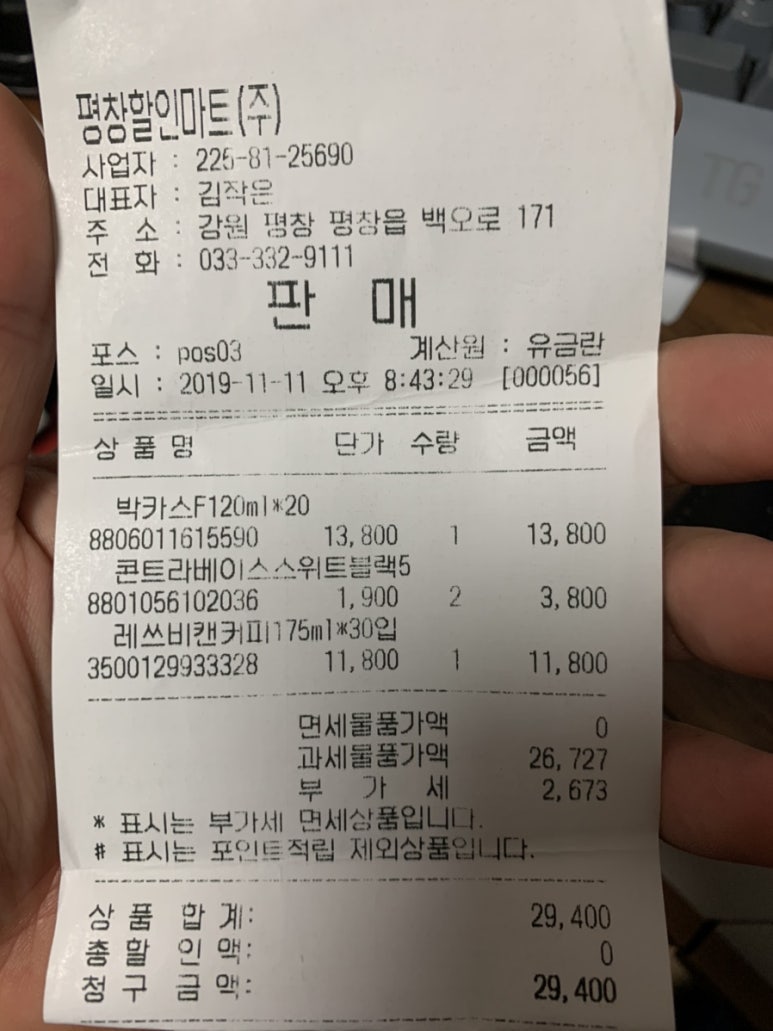 평창할인마트(주)
사업자 : 225-81-25690
대표자 : 김작은
주 소 : 강원 평창 평창읍 백오로 171
전 화 : 033-332-9111
판 매
포스 : pos03 계산원 : 유금란
일시 : 2019-11-11 오후 8:43:29 [000056]
상 품 명 단가 수량 금액
박카스F120ml*20
8806011615590 13,800 1 13,800
콘트라베이스스위트블랙5
8801056102036 1,900 2 3,800
레쓰비캔커피175ml*30입
3500129933328 11,800 1 11,800
면세물품가액 0
과세물품가액 26,727
부 가 세 2,673
* 표시는 부가세 면세상품입니다.
# 표시는 포인트적립 제외상품입니다.
상 품 합 계: 29,400
총 할 인 액: 0
청 구 금 액: 29,400
TG